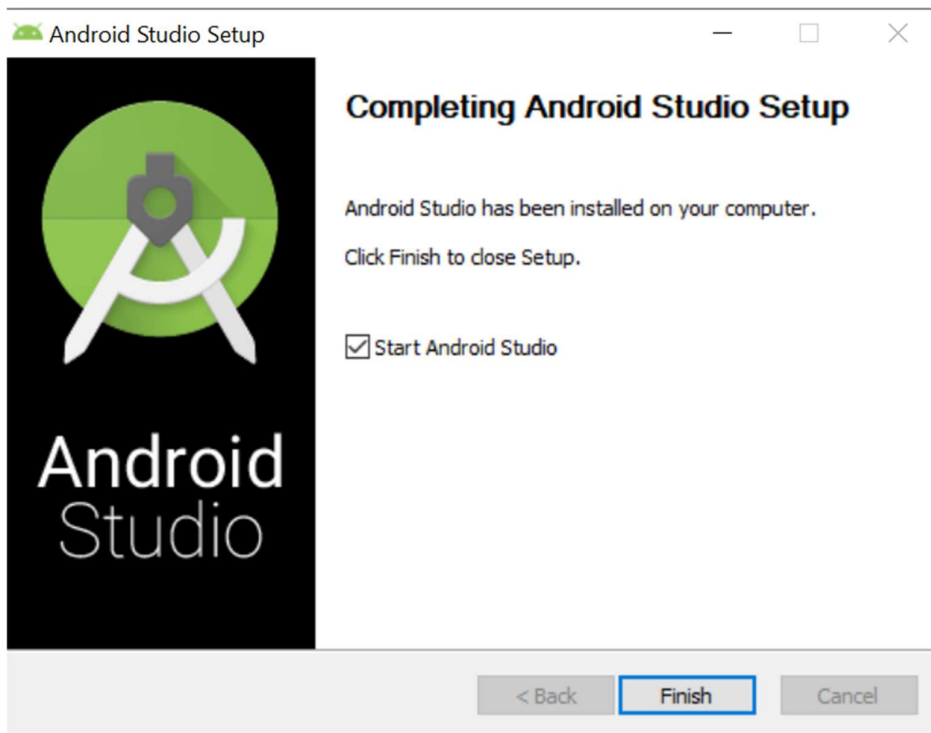 Android Studio Setup
Completing Android Studio Setup
Android Studio has been installed on your computer.
Click Finish to close Setup.
Start Android Studio
Android
Studio
< Back
Finish
Cancel